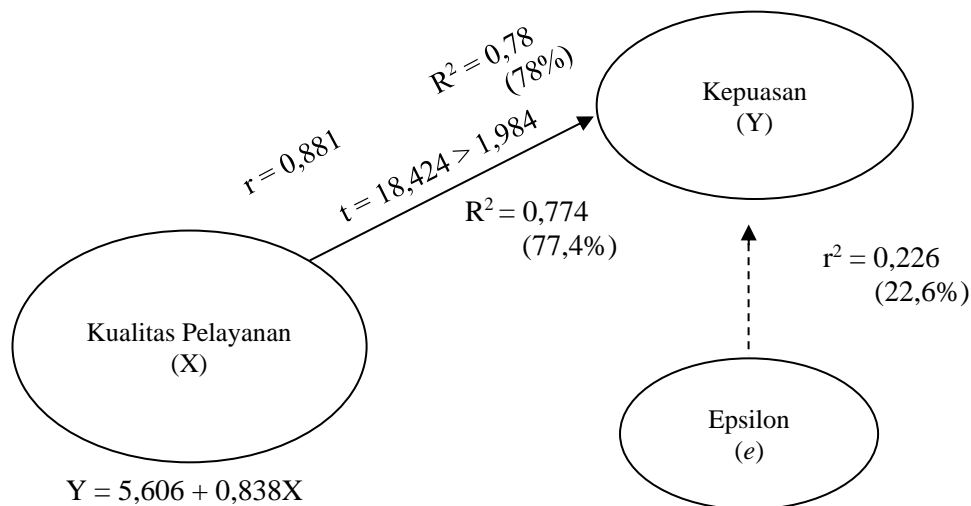 R² = 0,78
(78%)
Kepuasan
(Y)
r = 0,881
t = 18,424 > 1,984
R² = 0,774
(77,4%)
r² = 0,226
(22,6%)
Kualitas Pelayanan
(X)
Epsilon
(e)
Y = 5,606 + 0,838X